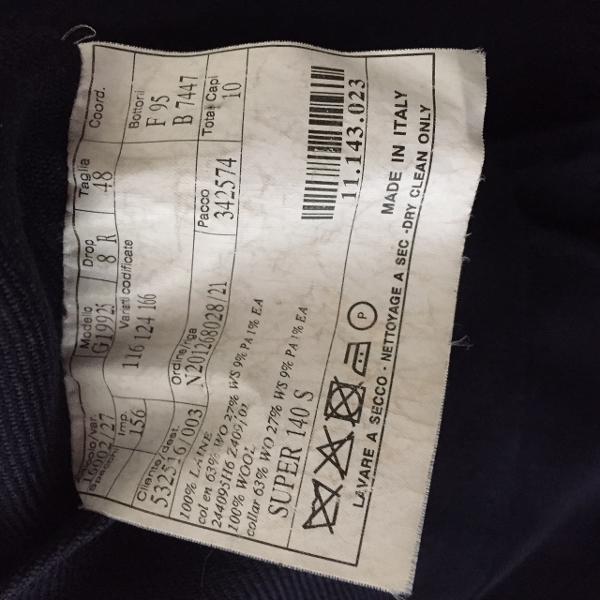 Modello Drop Taglia Coord.
G19925 8 R 48
Imp. Varianti codificate Bottoni
156 116 124 166 F 95
B 7447
Cliente/dest. Ordine/riga Pacco Total Capi
532516/003 N201268028/21 342574 10
100% LAINE
col en 63% WO 27% WS 9% PA 1% EA
100% WOOL
collar 63% WO 27% WS 9% PA 1% EA
SUPER 140 S
11.143.023
P
MADE IN ITALY
LAVARE A SECCO - NETTOYAGE A SEC - DRY CLEAN ONLY